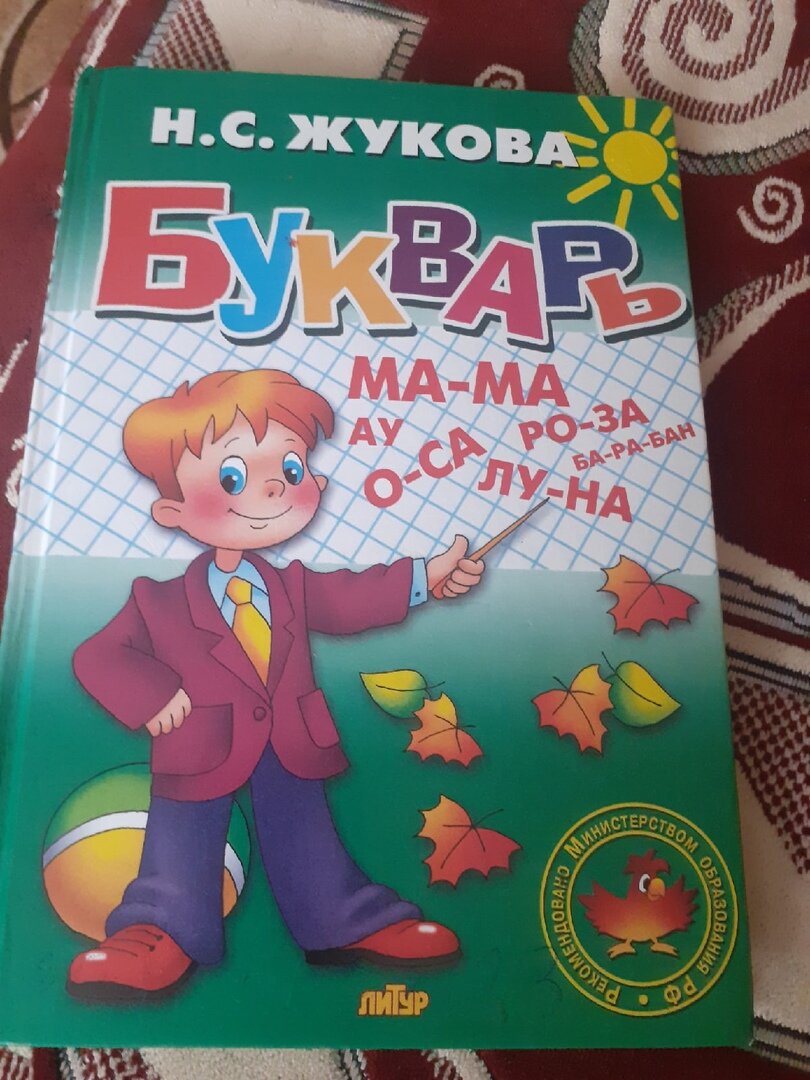 Н.С. ЖУКОВА
БУКВАРЬ
МА-МА
АУ
О-СА
РО-ЗА
ЛУ-НА
БА-РА-БАН
РЕКОМЕНДОВАНО МИНИСТЕРСТВОМ ОБРАЗОВАНИЯ РФ •
ЛИТУР